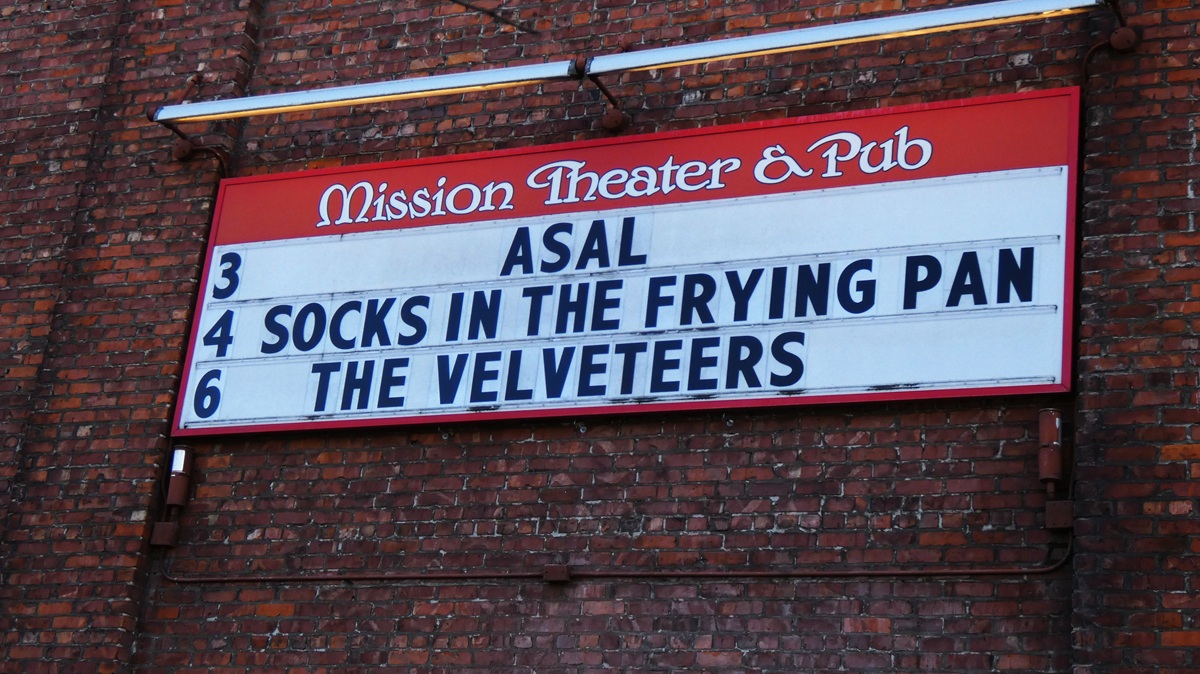 Mission Theater & Pub
3 ASAL
4 SOCKS IN THE FRYING PAN
6 THE VELVETEERS